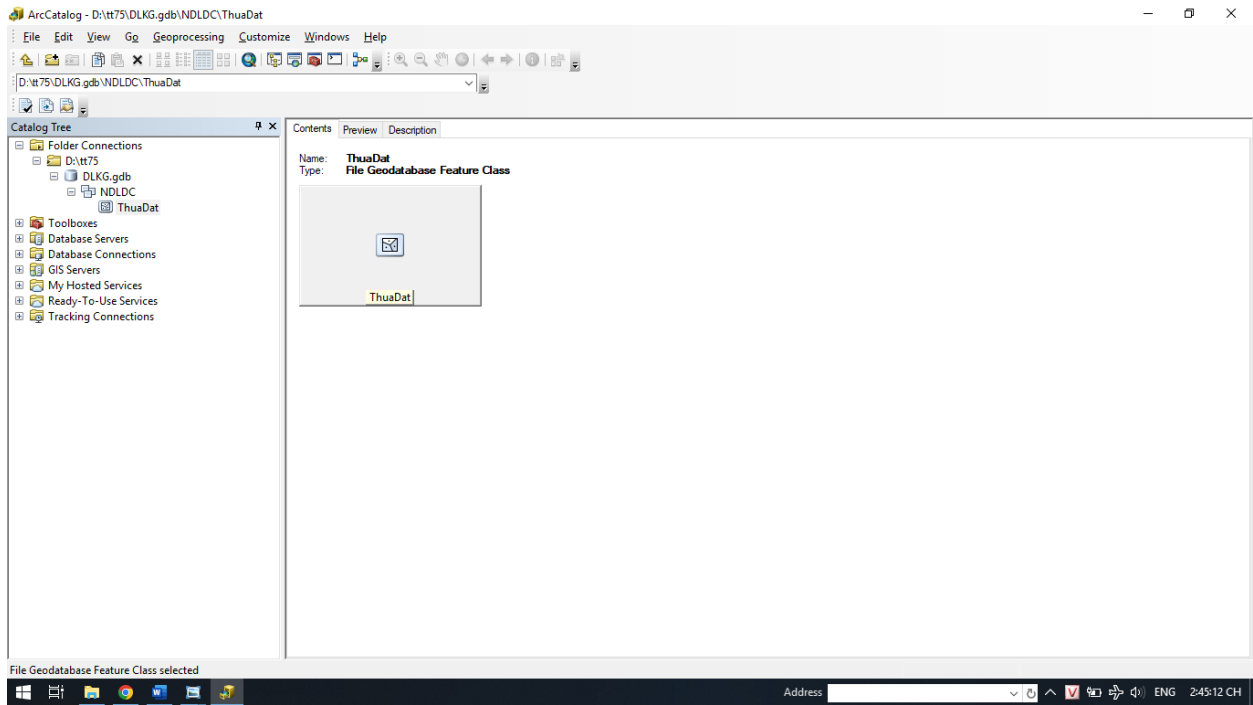 ArcCatalog - D:\tt75\DLKG.gdb\NDLDC\ThuaDat
File Edit View Go Geoprocessing Customize Windows Help
D:\tt75\DLKG.gdb\NDLDC\ThuaDat
Catalog Tree
Folder Connections
D:\tt75
DLKG.gdb
NDLDC
ThuaDat
Toolboxes
Database Servers
Database Connections
GIS Servers
My Hosted Services
Ready-To-Use Services
Tracking Connections
Contents Preview Description
Name: ThuaDat
Type: File Geodatabase Feature Class
ThuaDat
File Geodatabase Feature Class selected
Address
ENG 2:45:12 CH